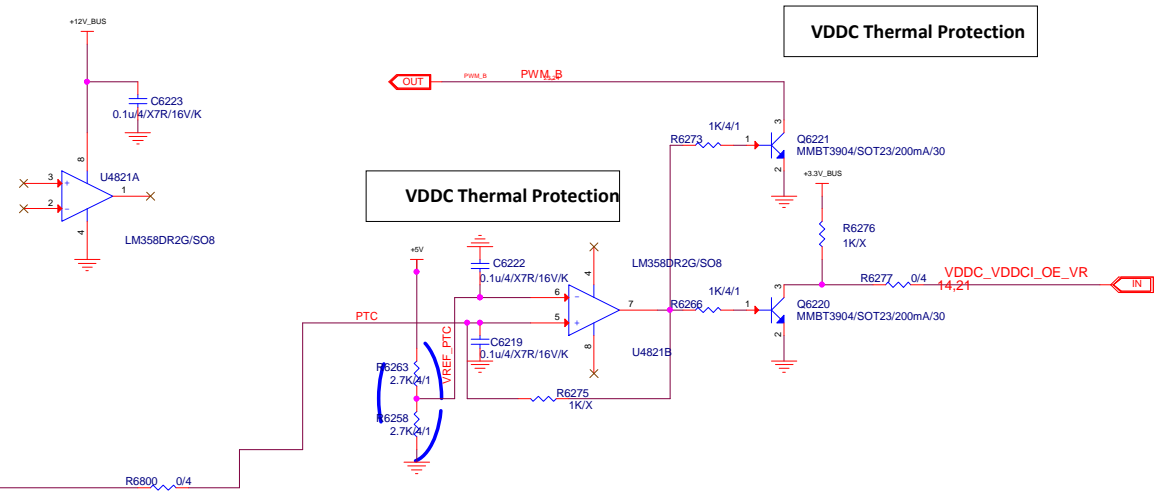 VDDC Thermal Protection
+12V_BUS
OUT
PWM_B
PWM_B
C6223
0.1u/4/X7R/16V/K
8
3
+
U4821A
1
2
−
4
LM358DR2G/SO8
R6273
1K/4/1
1
3
Q6221
MMBT3904/SOT23/200mA/30
2
VDDC Thermal Protection
+3.3V_BUS
R6276
1K/X
+5V
C6222
0.1u/4/X7R/16V/K
4
LM358DR2G/SO8
6
−
5
+
7
8
U4821B
R6266
1K/4/1
1
3
Q6220
MMBT3904/SOT23/200mA/30
2
R6277
0/4
VDDC_VDDCI_OE_VR
14,21
IN
PTC
VREF_PTC
C6219
0.1u/4/X7R/16V/K
R6263
2.7K/4/1
R6258
2.7K/4/1
R6275
1K/X
R6800
0/4